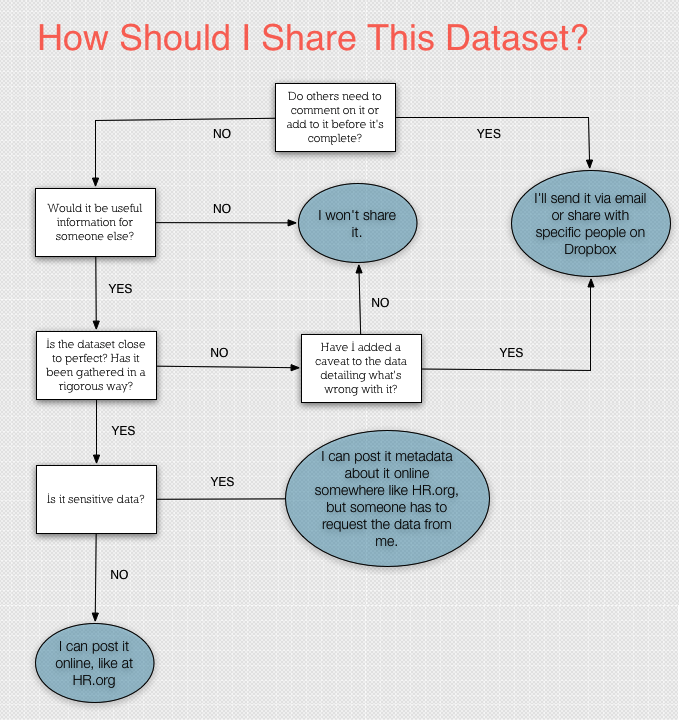 How Should I Share This Dataset?
Do others need to
comment on it or
add to it before it's
complete?
NO
YES
Would it be useful
information for
someone else?
NO
I won't share
it.
I'll send it via email
or share with
specific people on
Dropbox
YES
NO
Is the dataset close
to perfect? Has it
been gathered in a
rigorous way?
NO
Have I added a
caveat to the data
detailing what's
wrong with it?
YES
YES
I can post it metadata
about it online
somewhere like HR.org,
but someone has to
request the data from
me.
Is it sensitive data?
YES
NO
I can post it
online, like at
HR.org